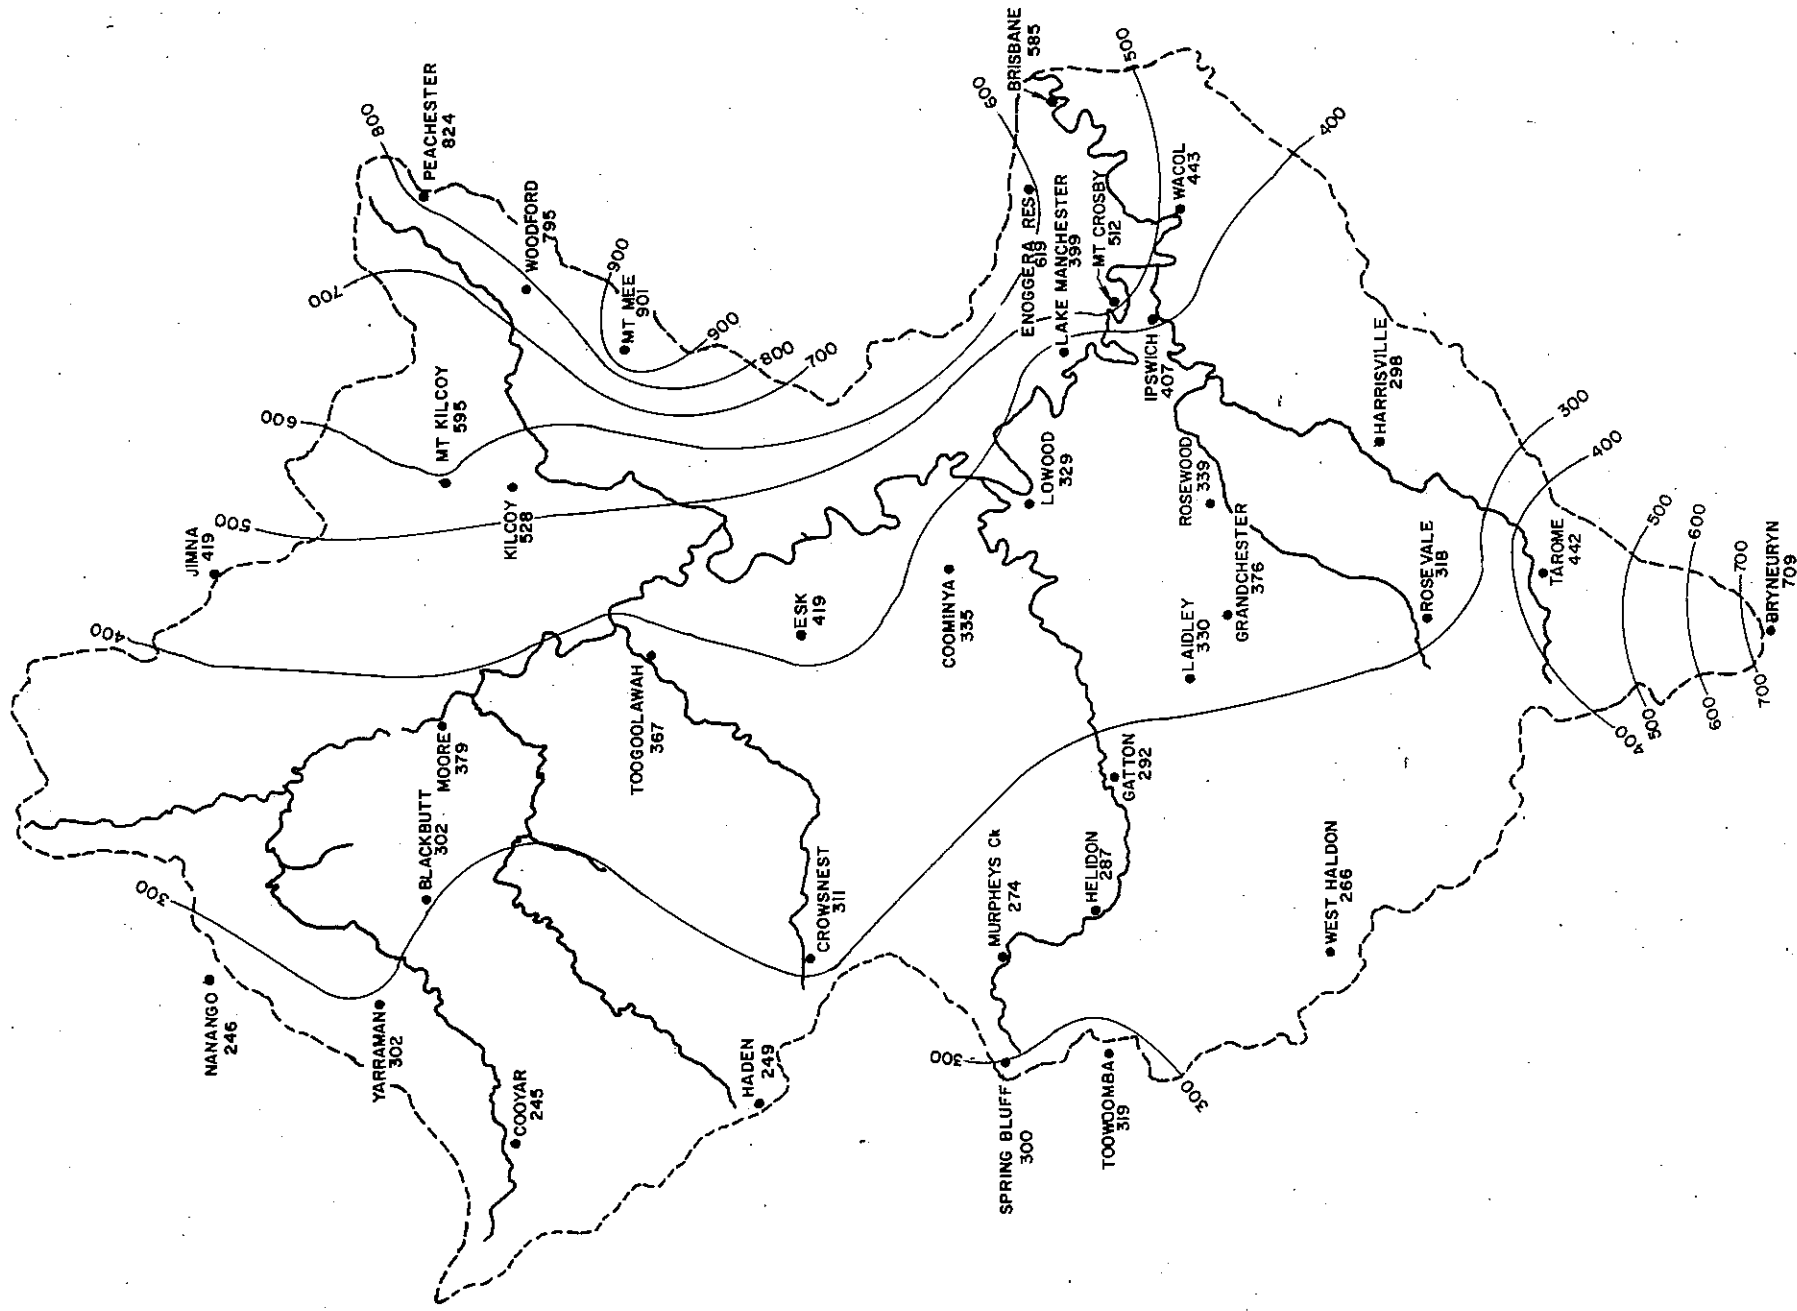 400
300
NANANGO
246
JIMNA
419
500
600
700
800
PEACHESTER
824
YARRAMAN
302
BLACKBUTT
302
MOORE
379
MT KILCOY
595
KILCOY
528
WOODFORD
795
COOYAR
245
TOOGOOLAWAH
367
MT MEE
901
900
900
800
700
HADEN
249
CROWSNEST
311
ESK
419
COOMINYA
335
300
SPRING BLUFF
300
MURPHEYS Ck
274
LOWOOD
329
ENOGGERA RES
619
LAKE MANCHESTER
399
MT CROSBY
512
600
BRISBANE
585
500
TOOWOOMBA
319
HELIDON
287
GATTON
292
IPSWICH
407
WACOL
443
300
LAIDLEY
330
GRANDCHESTER
376
ROSEWOOD
339
400
WEST HALDON
266
ROSEVALE
318
HARRISVILLE
298
TAROME
442
300
400
400
500
500
600
600
700
700
BRYNEURYN
709